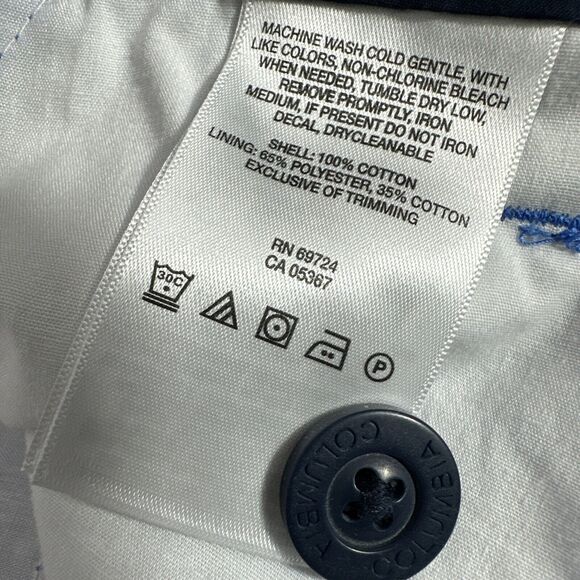 MACHINE WASH COLD GENTLE, WITH
LIKE COLORS, NON-CHLORINE BLEACH
WHEN NEEDED, TUMBLE DRY LOW,
REMOVE PROMPTLY, IRON
MEDIUM, IF PRESENT DO NOT IRON
DECAL, DRYCLEANABLE
SHELL: 100% COTTON
LINING: 65% POLYESTER, 35% COTTON
EXCLUSIVE OF TRIMMING
RN 69724
CA 05367
30C
P
COLUMBIA
COLUMBIA